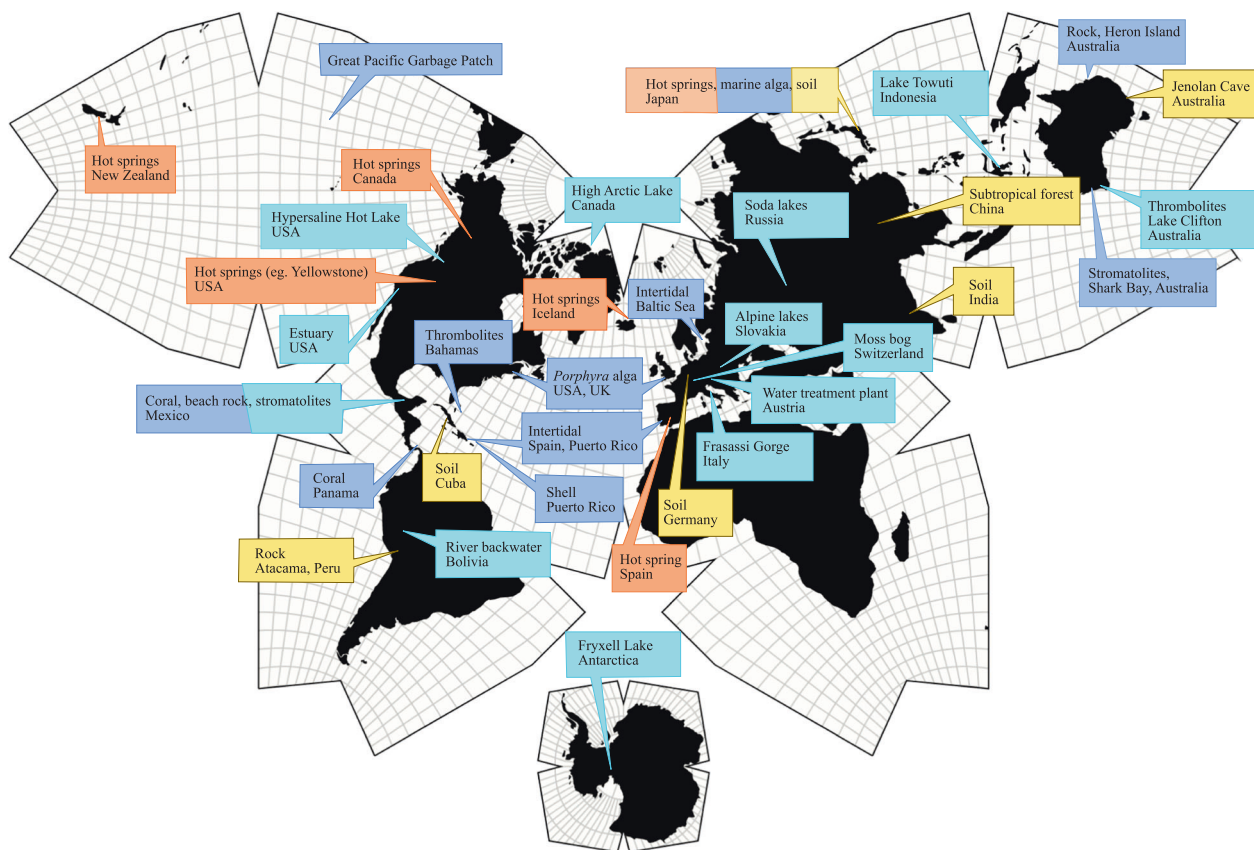 Great Pacific Garbage Patch
Rock, Heron Island
Australia
Hot springs, marine alga, soil
Japan
Lake Towuti
Indonesia
Jenolan Cave
Australia
Hot springs
New Zealand
Hot springs
Canada
High Arctic Lake
Canada
Soda lakes
Russia
Subtropical forest
China
Thrombolites
Lake Clifton
Australia
Hypersaline Hot Lake
USA
Hot springs (eg. Yellowstone)
USA
Hot springs
Iceland
Intertidal
Baltic Sea
Stromatolites,
Shark Bay, Australia
Soil
India
Estuary
USA
Thrombolites
Bahamas
Alpine lakes
Slovakia
Moss bog
Switzerland
Porphyra alga
USA, UK
Water treatment plant
Austria
Coral, beach rock, stromatolites
Mexico
Intertidal
Spain, Puerto Rico
Frasassi Gorge
Italy
Coral
Panama
Soil
Cuba
Shell
Puerto Rico
Soil
Germany
Rock
Atacama, Peru
River backwater
Bolivia
Hot spring
Spain
Fryxell Lake
Antarctica